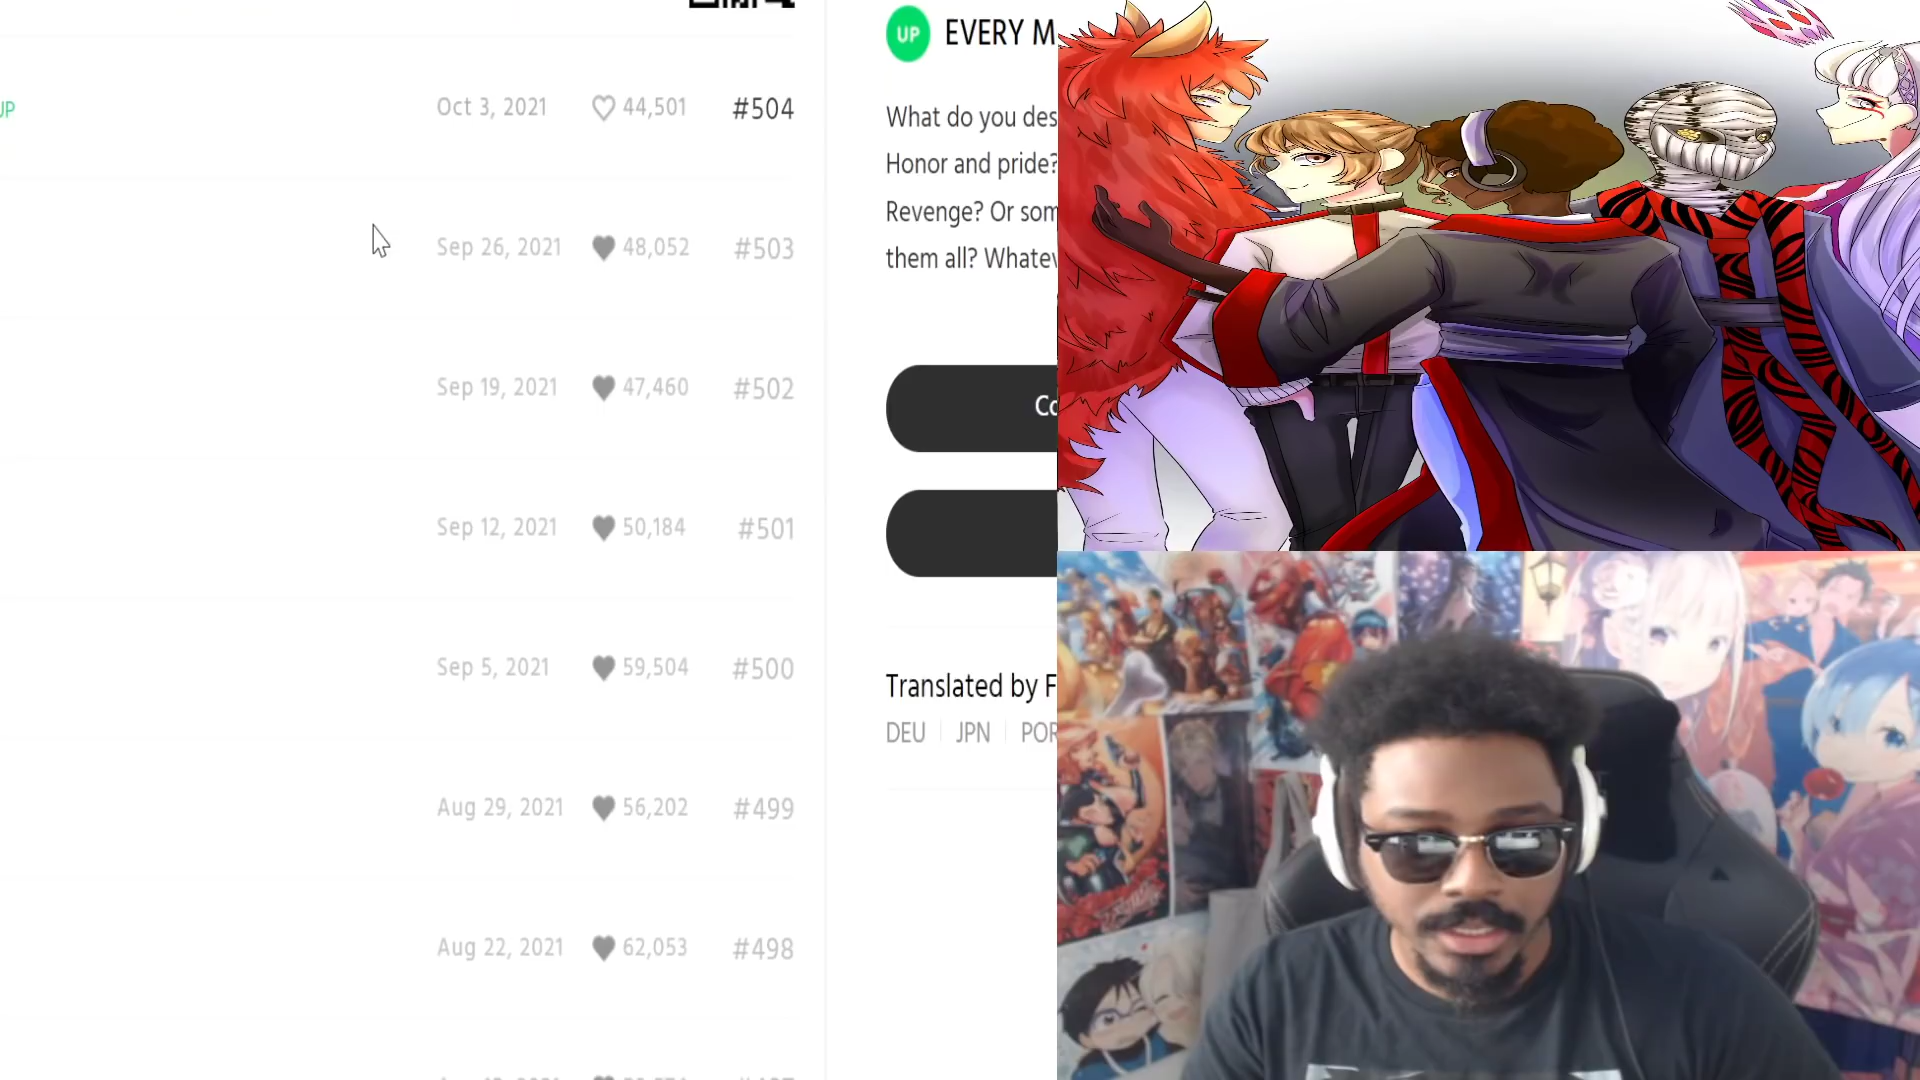 UP EVERY M
UP
Oct 3, 2021 44,501 #504
Sep 26, 2021 48,052 #503
Sep 19, 2021 47,460 #502
Sep 12, 2021 50,184 #501
Sep 5, 2021 59,504 #500
Aug 29, 2021 56,202 #499
Aug 22, 2021 62,053 #498
What do you des
Honor and pride?
Revenge? Or som
them all? Whatev
Co
Translated by F
DEU JPN POR